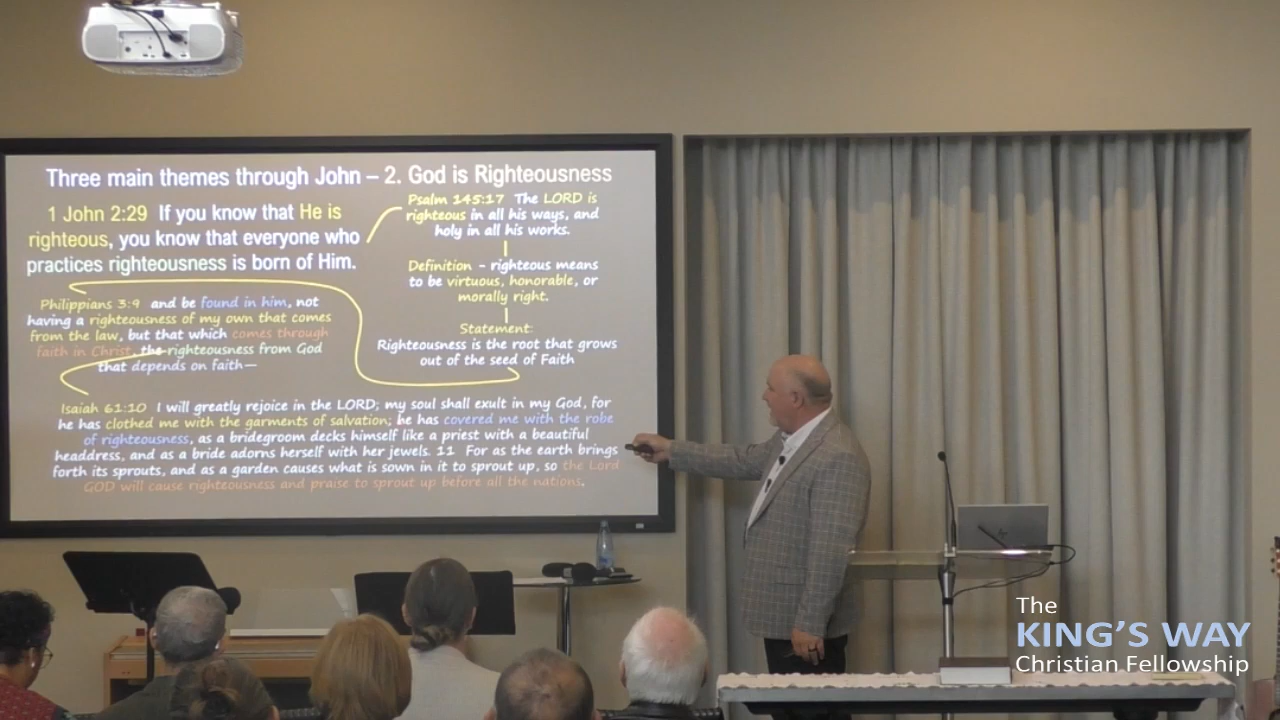 Three main themes through John – 2. God is Righteousness
1 John 2:29 If you know that He is
righteous, you know that everyone who
practices righteousness is born of Him.
Psalm 145:17 The LORD is
righteous in all his ways, and
holy in all his works.
Definition - righteous means
to be virtuous, honorable, or
morally right.
Statement:
Righteousness is the root that grows
out of the seed of Faith
Philippians 3:9 and be found in him, not
having a righteousness of my own that comes
from the law, but that which comes through
faith in Christ, the righteousness from God
that depends on faith—
Isaiah 61:10 I will greatly rejoice in the LORD; my soul shall exult in my God, for
he has clothed me with the garments of salvation; he has covered me with the robe
of righteousness, as a bridegroom decks himself like a priest with a beautiful
headdress, and as a bride adorns herself with her jewels. 11 For as the earth brings
forth its sprouts, and as a garden causes what is sown in it to sprout up, so the Lord
GOD will cause righteousness and praise to sprout up before all the nations.
The
KING'S WAY
Christian Fellowship